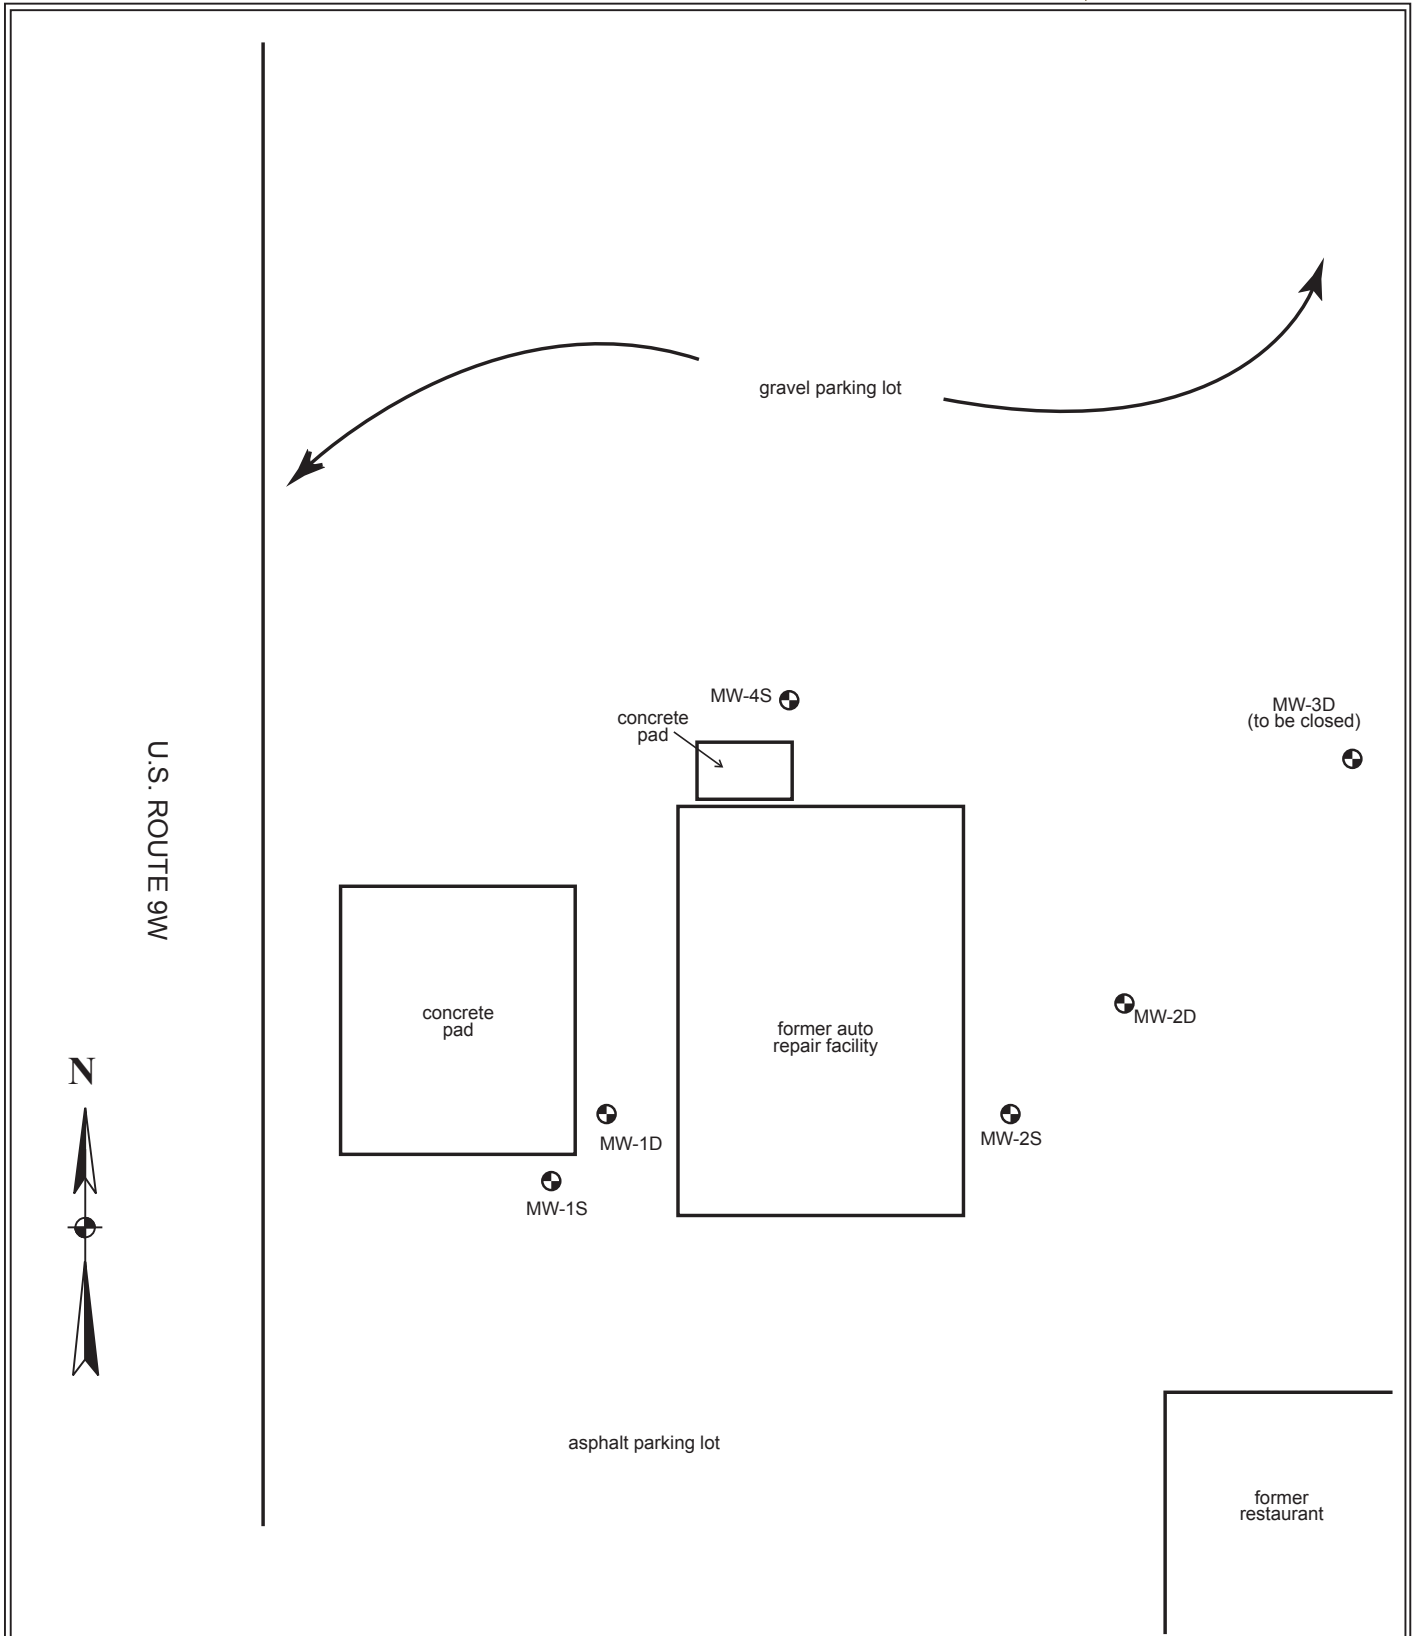 gravel parking lot
MW-4S
concrete
pad
MW-3D
(to be closed)
U.S. ROUTE 9W
concrete
pad
former auto
repair facility
MW-2D
N
MW-1D
MW-2S
MW-1S
asphalt parking lot
former
restaurant